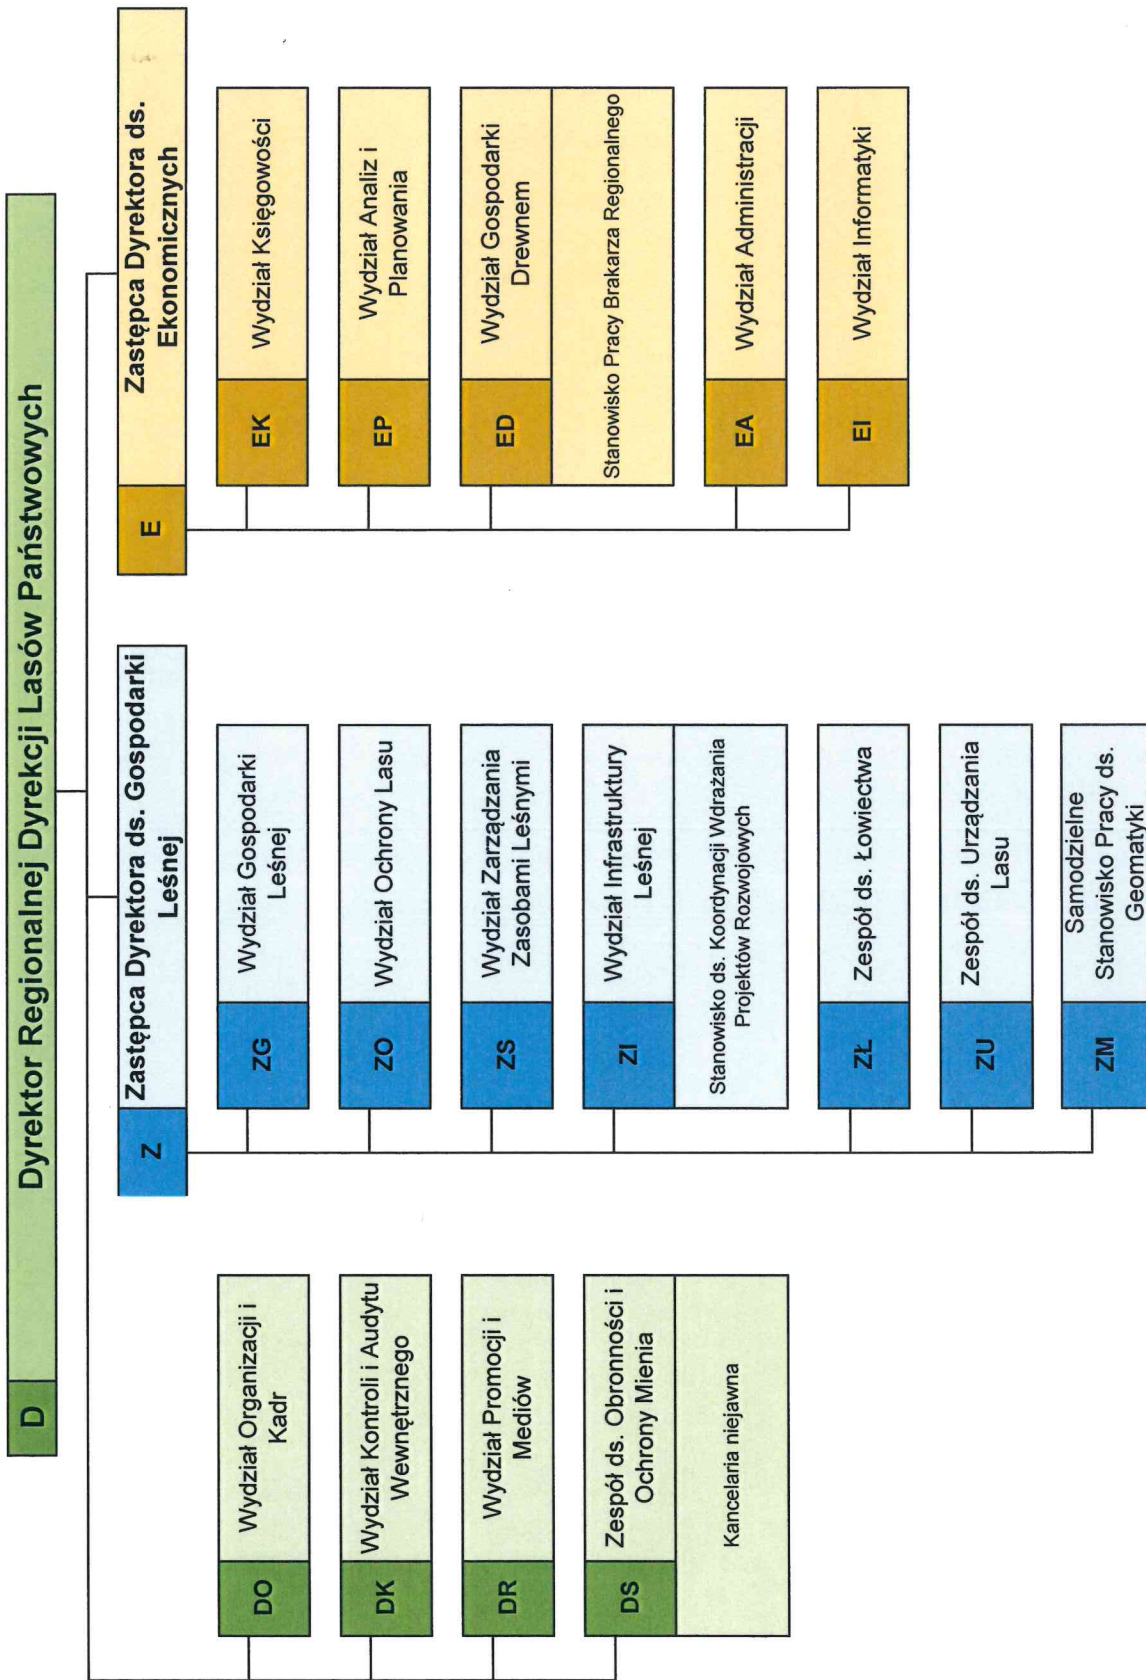 D
Dyrektor Regionalnej Dyrekcji Lasów Państwowych
DO
Wydział Organizacji i
Kadr
DK
Wydział Kontroli i Audytu
Wewnętrznego
DR
Wydział Promocji i
Mediów
DS
Zespół ds. Obronności i
Ochrony Mienia
Kancelaria niejawna
Z
Zastępca Dyrektora ds. Gospodarki
Leśnej
ZG
Wydział Gospodarki
Leśnej
ZO
Wydział Ochrony Lasu
ZS
Wydział Zarządzania
Zasobami Leśnymi
ZI
Wydział Infrastruktury
Leśnej
Stanowisko ds. Koordynacji Wdrażania
Projektów Rozwojowych
ZŁ
Zespół ds. Łowiectwa
ZU
Zespół ds. Urządzania
Lasu
ZM
Samodzielne
Stanowisko Pracy ds.
Geomatyki
E
Zastępca Dyrektora ds.
Ekonomicznych
EK
Wydział Księgowości
EP
Wydział Analiz i
Planowania
ED
Wydział Gospodarki
Drewnem
Stanowisko Pracy Brakarza Regionalnego
EA
Wydział Administracji
EI
Wydział Informatyki